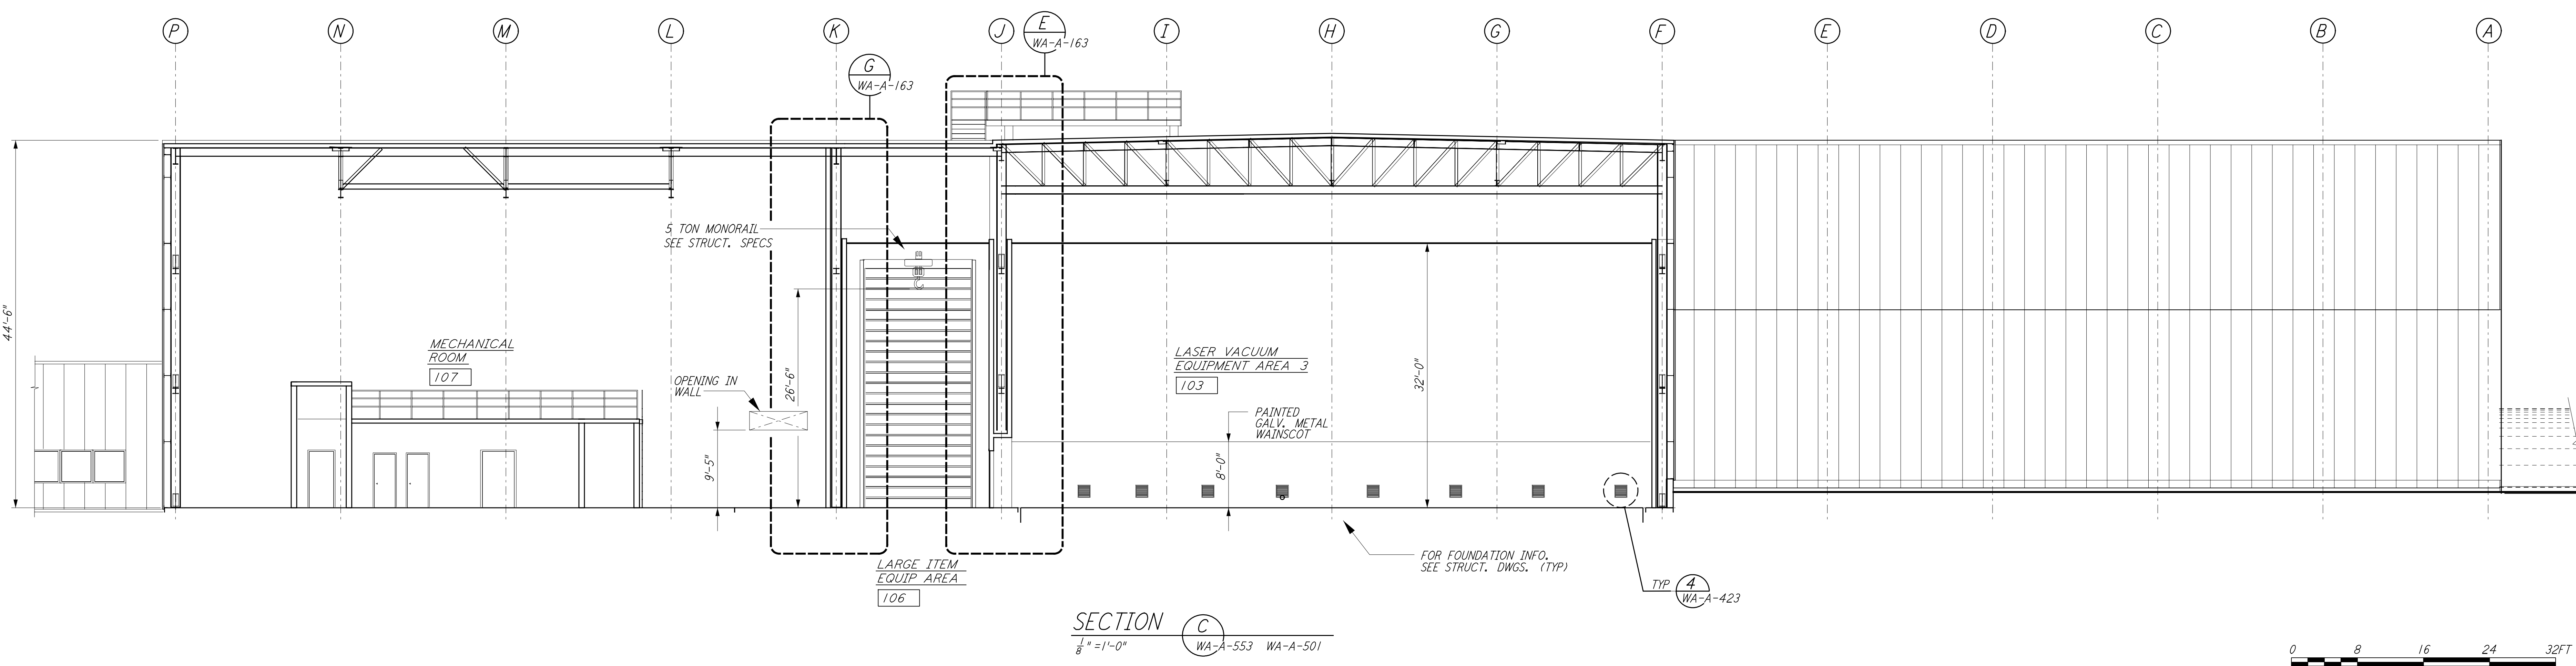 P N M L K J I H G F E D C B A
E
WA-A-163
G
WA-A-163
44'-6"
5 TON MONORAIL
SEE STRUCT. SPECS
MECHANICAL
ROOM
107
OPENING IN
WALL
26'-6"
9'-5"
LASER VACUUM
EQUIPMENT AREA 3
103
32'-0"
PAINTED
GALV. METAL
WAINSCOT
8'-0"
LARGE ITEM
EQUIP AREA
106
FOR FOUNDATION INFO.
SEE STRUCT. DWGS. (TYP)
TYP
4
WA-A-423
SECTION
C
1/8" =1'-0"
WA-A-553 WA-A-501
0 8 16 24 32FT